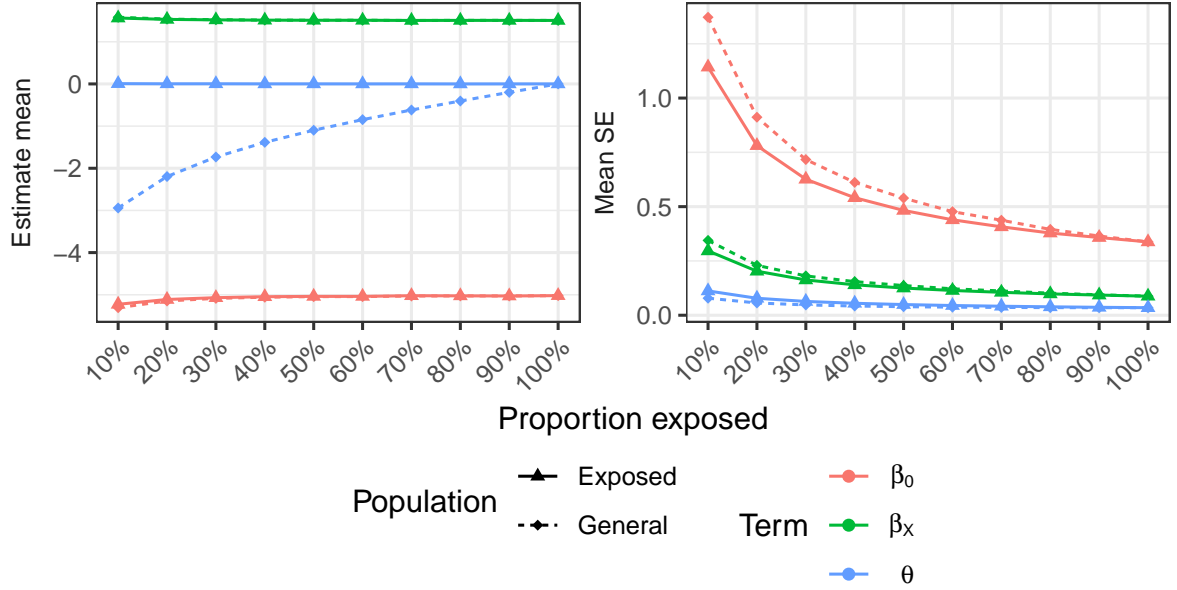 Estimate mean
0
−2
−4
10%
20%
30%
40%
50%
60%
70%
80%
90%
100%
Mean SE
1.0
0.5
0.0
10%
20%
30%
40%
50%
60%
70%
80%
90%
100%
Proportion exposed
Population
Exposed
General
Term
β₀
βX
θ